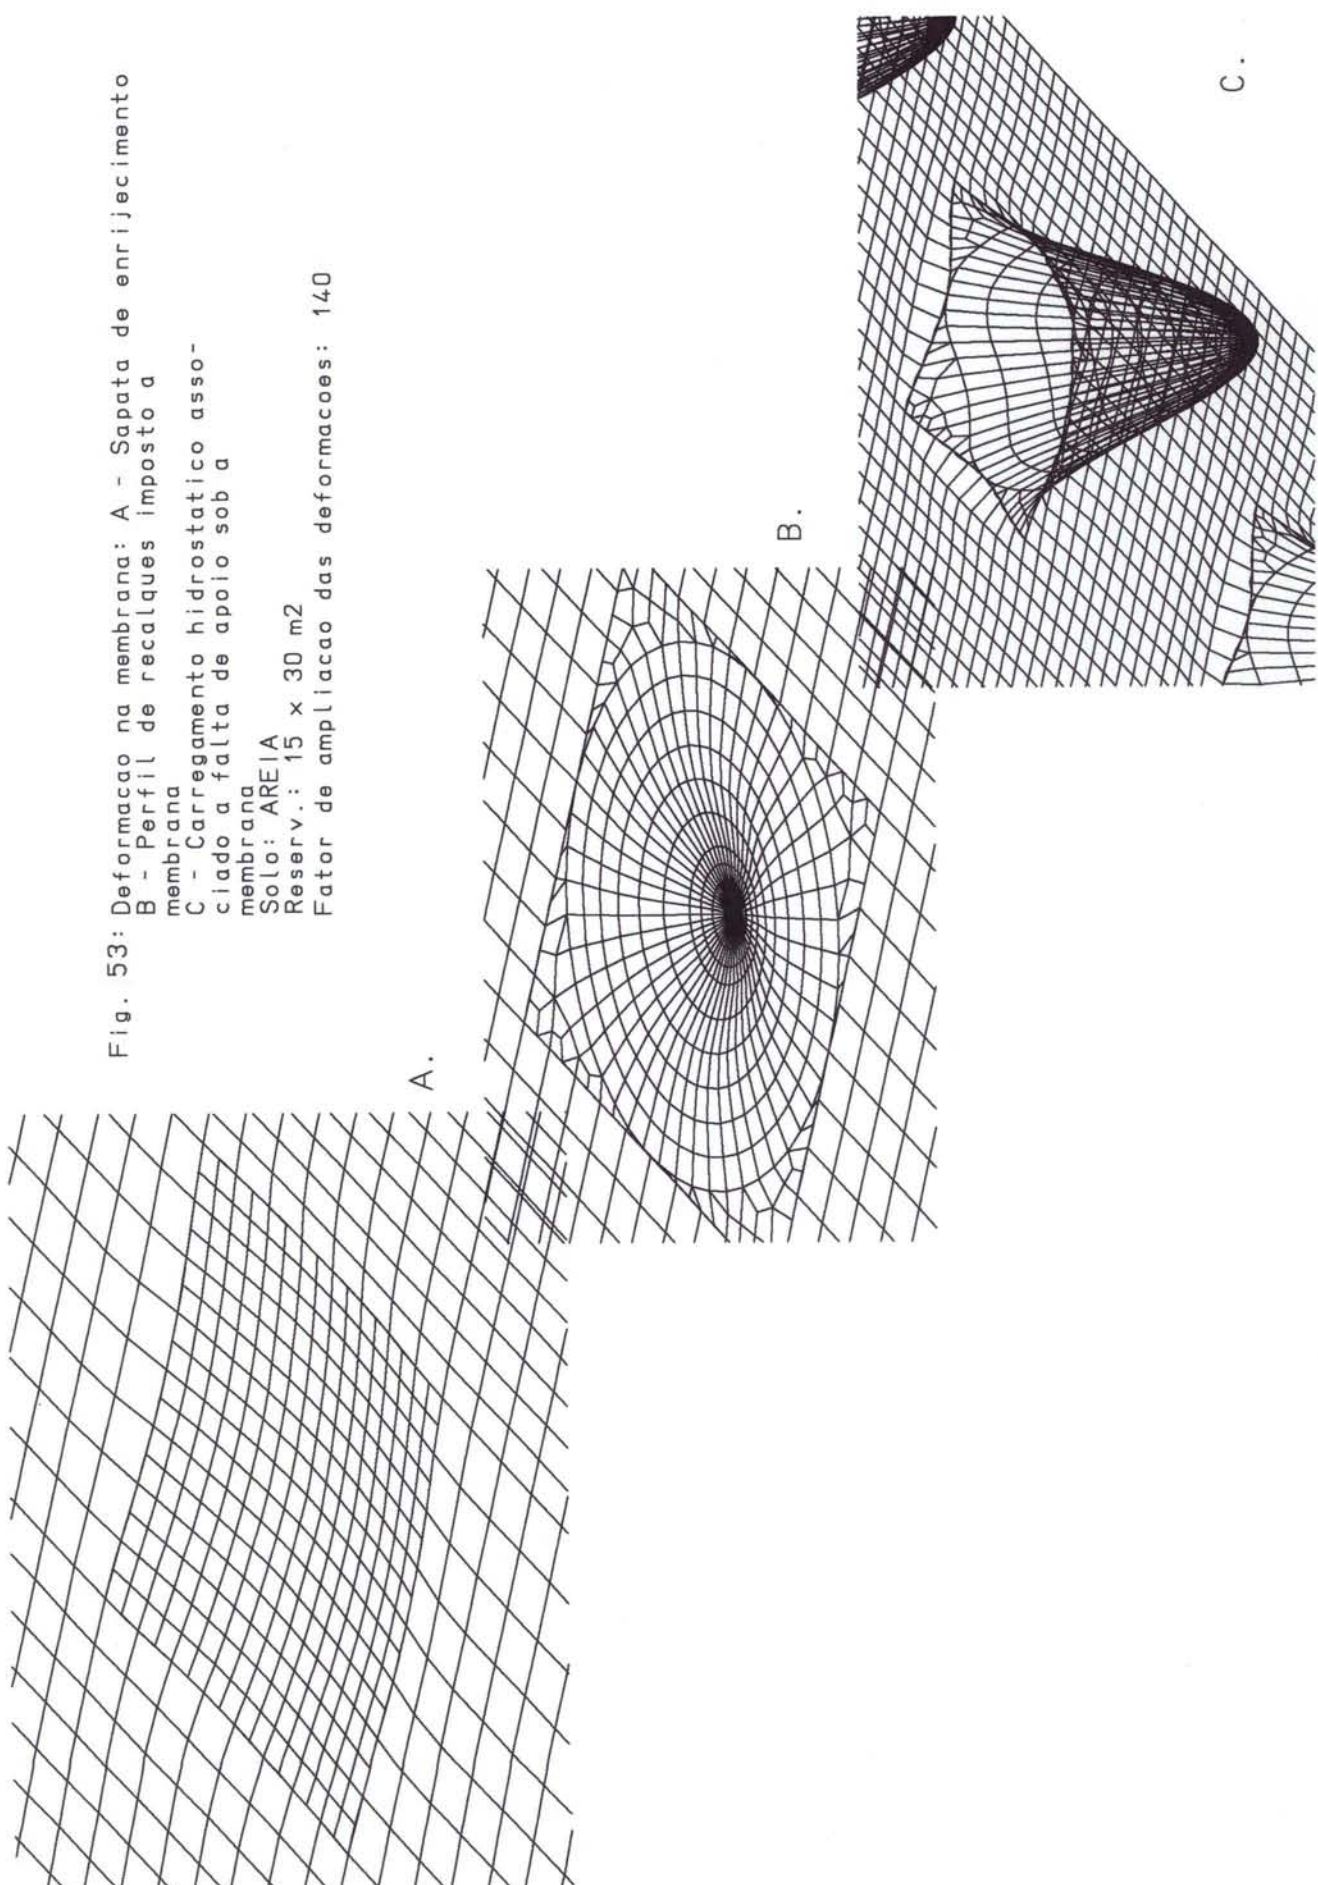 Fig. 53: Deformacao na membrana: A - Sapata de enrijecimento
B - Perfil de recalques imposto a
membrana
C - Carregamento hidrostatico asso-
ciado a falta de apoio sob a
membrana
Solo: AREIA
Reserv.: 15 x 30 m2
Fator de ampliacao das deformacoes: 140
A.
B.
C.